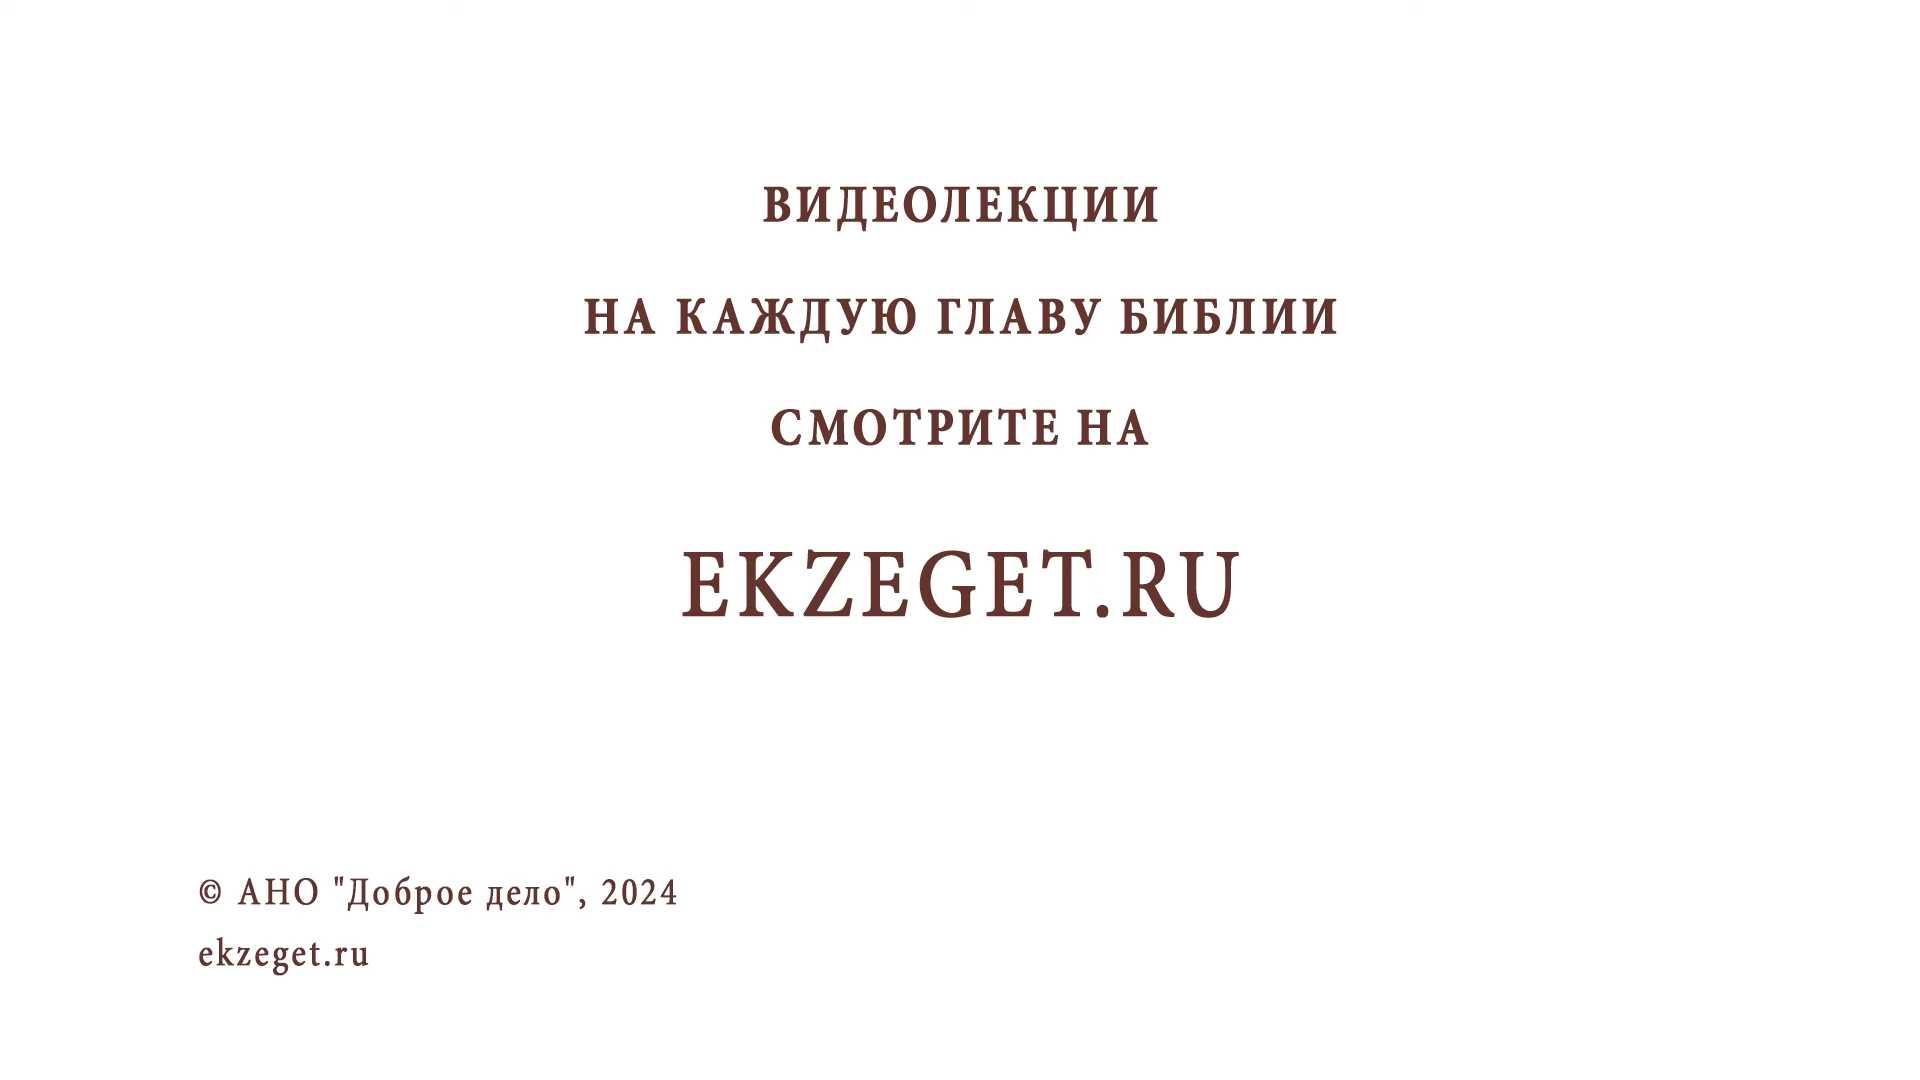 ВИДЕОЛЕКЦИИ
НА КАЖДУЮ ГЛАВУ БИБЛИИ
СМОТРИТЕ НА
EKZEGET.RU
© АНО "Доброе дело", 2024
ekzeget.ru